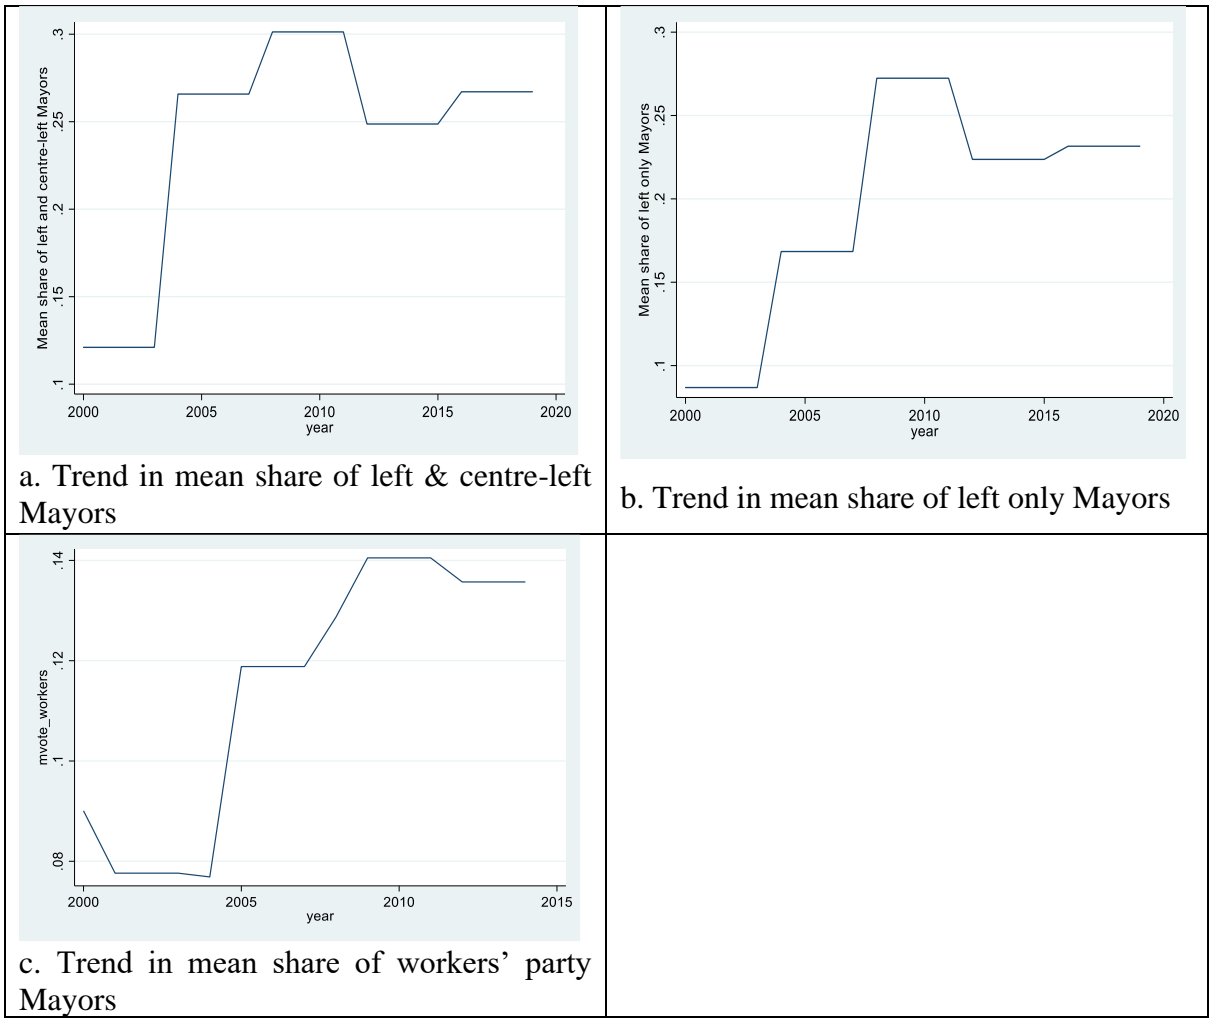 Mean share of left and centre-left Mayors
.3
.25
.2
.15
.1
2000 2005 2010 2015 2020
year
a. Trend in mean share of left & centre-left
Mayors
Mean share of left only Mayors
.3
.25
.2
.15
.1
2000 2005 2010 2015 2020
year
b. Trend in mean share of left only Mayors
mvote_workers
.14
.12
.1
.08
2000 2005 2010 2015
year
c. Trend in mean share of workers’ party
Mayors